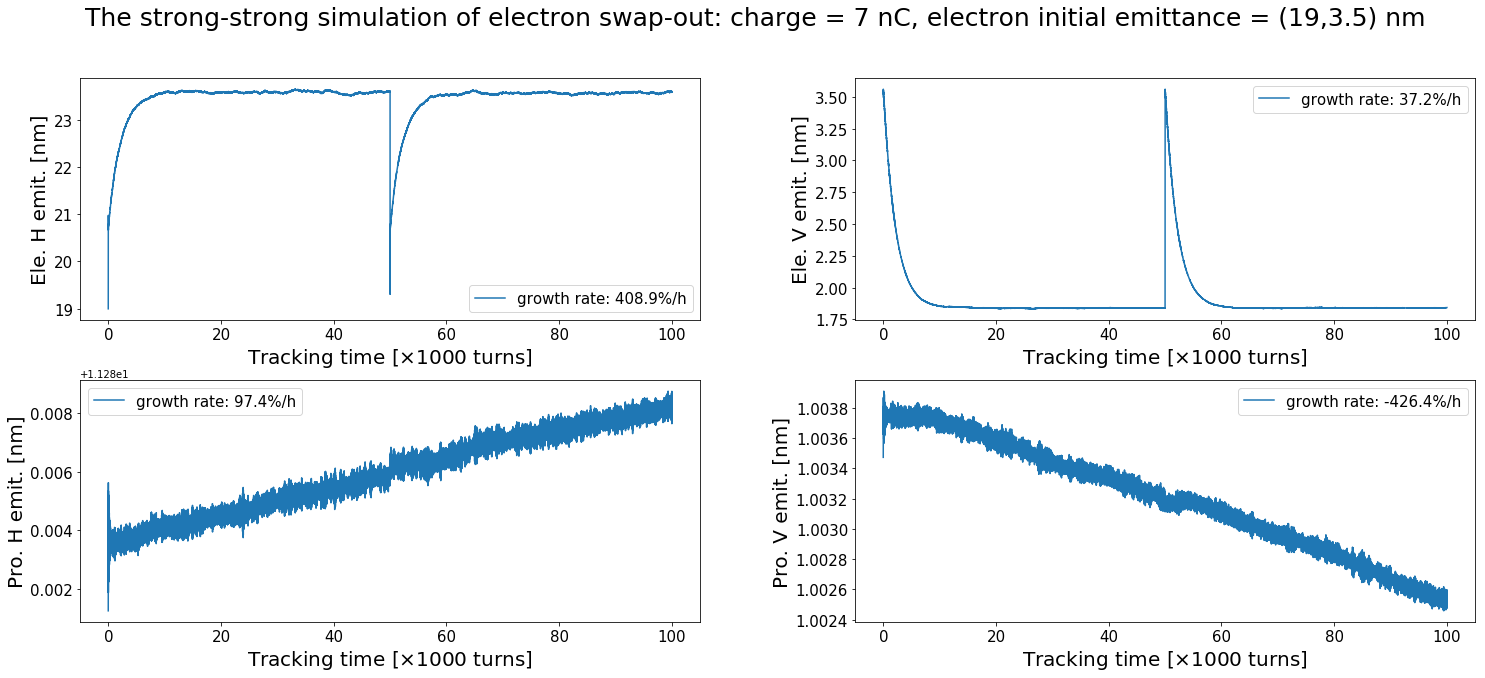 The strong-strong simulation of electron swap-out: charge = 7 nC, electron initial emittance = (19,3.5) nm
Ele. H emit. [nm]
23
22
21
20
19
growth rate: 408.9%/h
0 20 40 60 80 100
Tracking time [×1000 turns]
Ele. V emit. [nm]
3.50
3.25
3.00
2.75
2.50
2.25
2.00
1.75
growth rate: 37.2%/h
0 20 40 60 80 100
Tracking time [×1000 turns]
+1.128e1
Pro. H emit. [nm]
0.008
0.006
0.004
0.002
growth rate: 97.4%/h
0 20 40 60 80 100
Tracking time [×1000 turns]
Pro. V emit. [nm]
1.0038
1.0036
1.0034
1.0032
1.0030
1.0028
1.0026
1.0024
growth rate: -426.4%/h
0 20 40 60 80 100
Tracking time [×1000 turns]